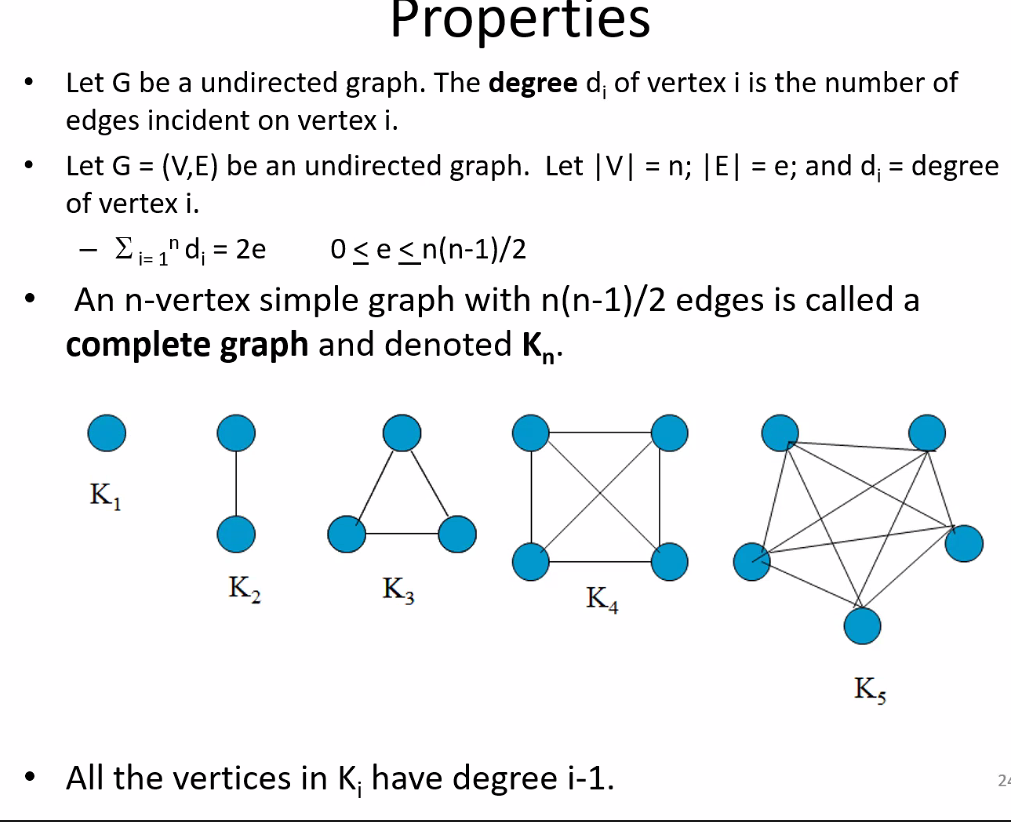 Properties
• Let G be a undirected graph. The degree dᵢ of vertex i is the number of
edges incident on vertex i.
• Let G = (V,E) be an undirected graph. Let |V| = n; |E| = e; and dᵢ = degree
of vertex i.
– Σ ᵢ₌ ₁ⁿ dᵢ = 2e 0 ≤ e ≤ n(n-1)/2
• An n-vertex simple graph with n(n-1)/2 edges is called a
complete graph and denoted Kₙ.
K₁
K₂
K₃
K₄
K₅
• All the vertices in Kᵢ have degree i-1.
24